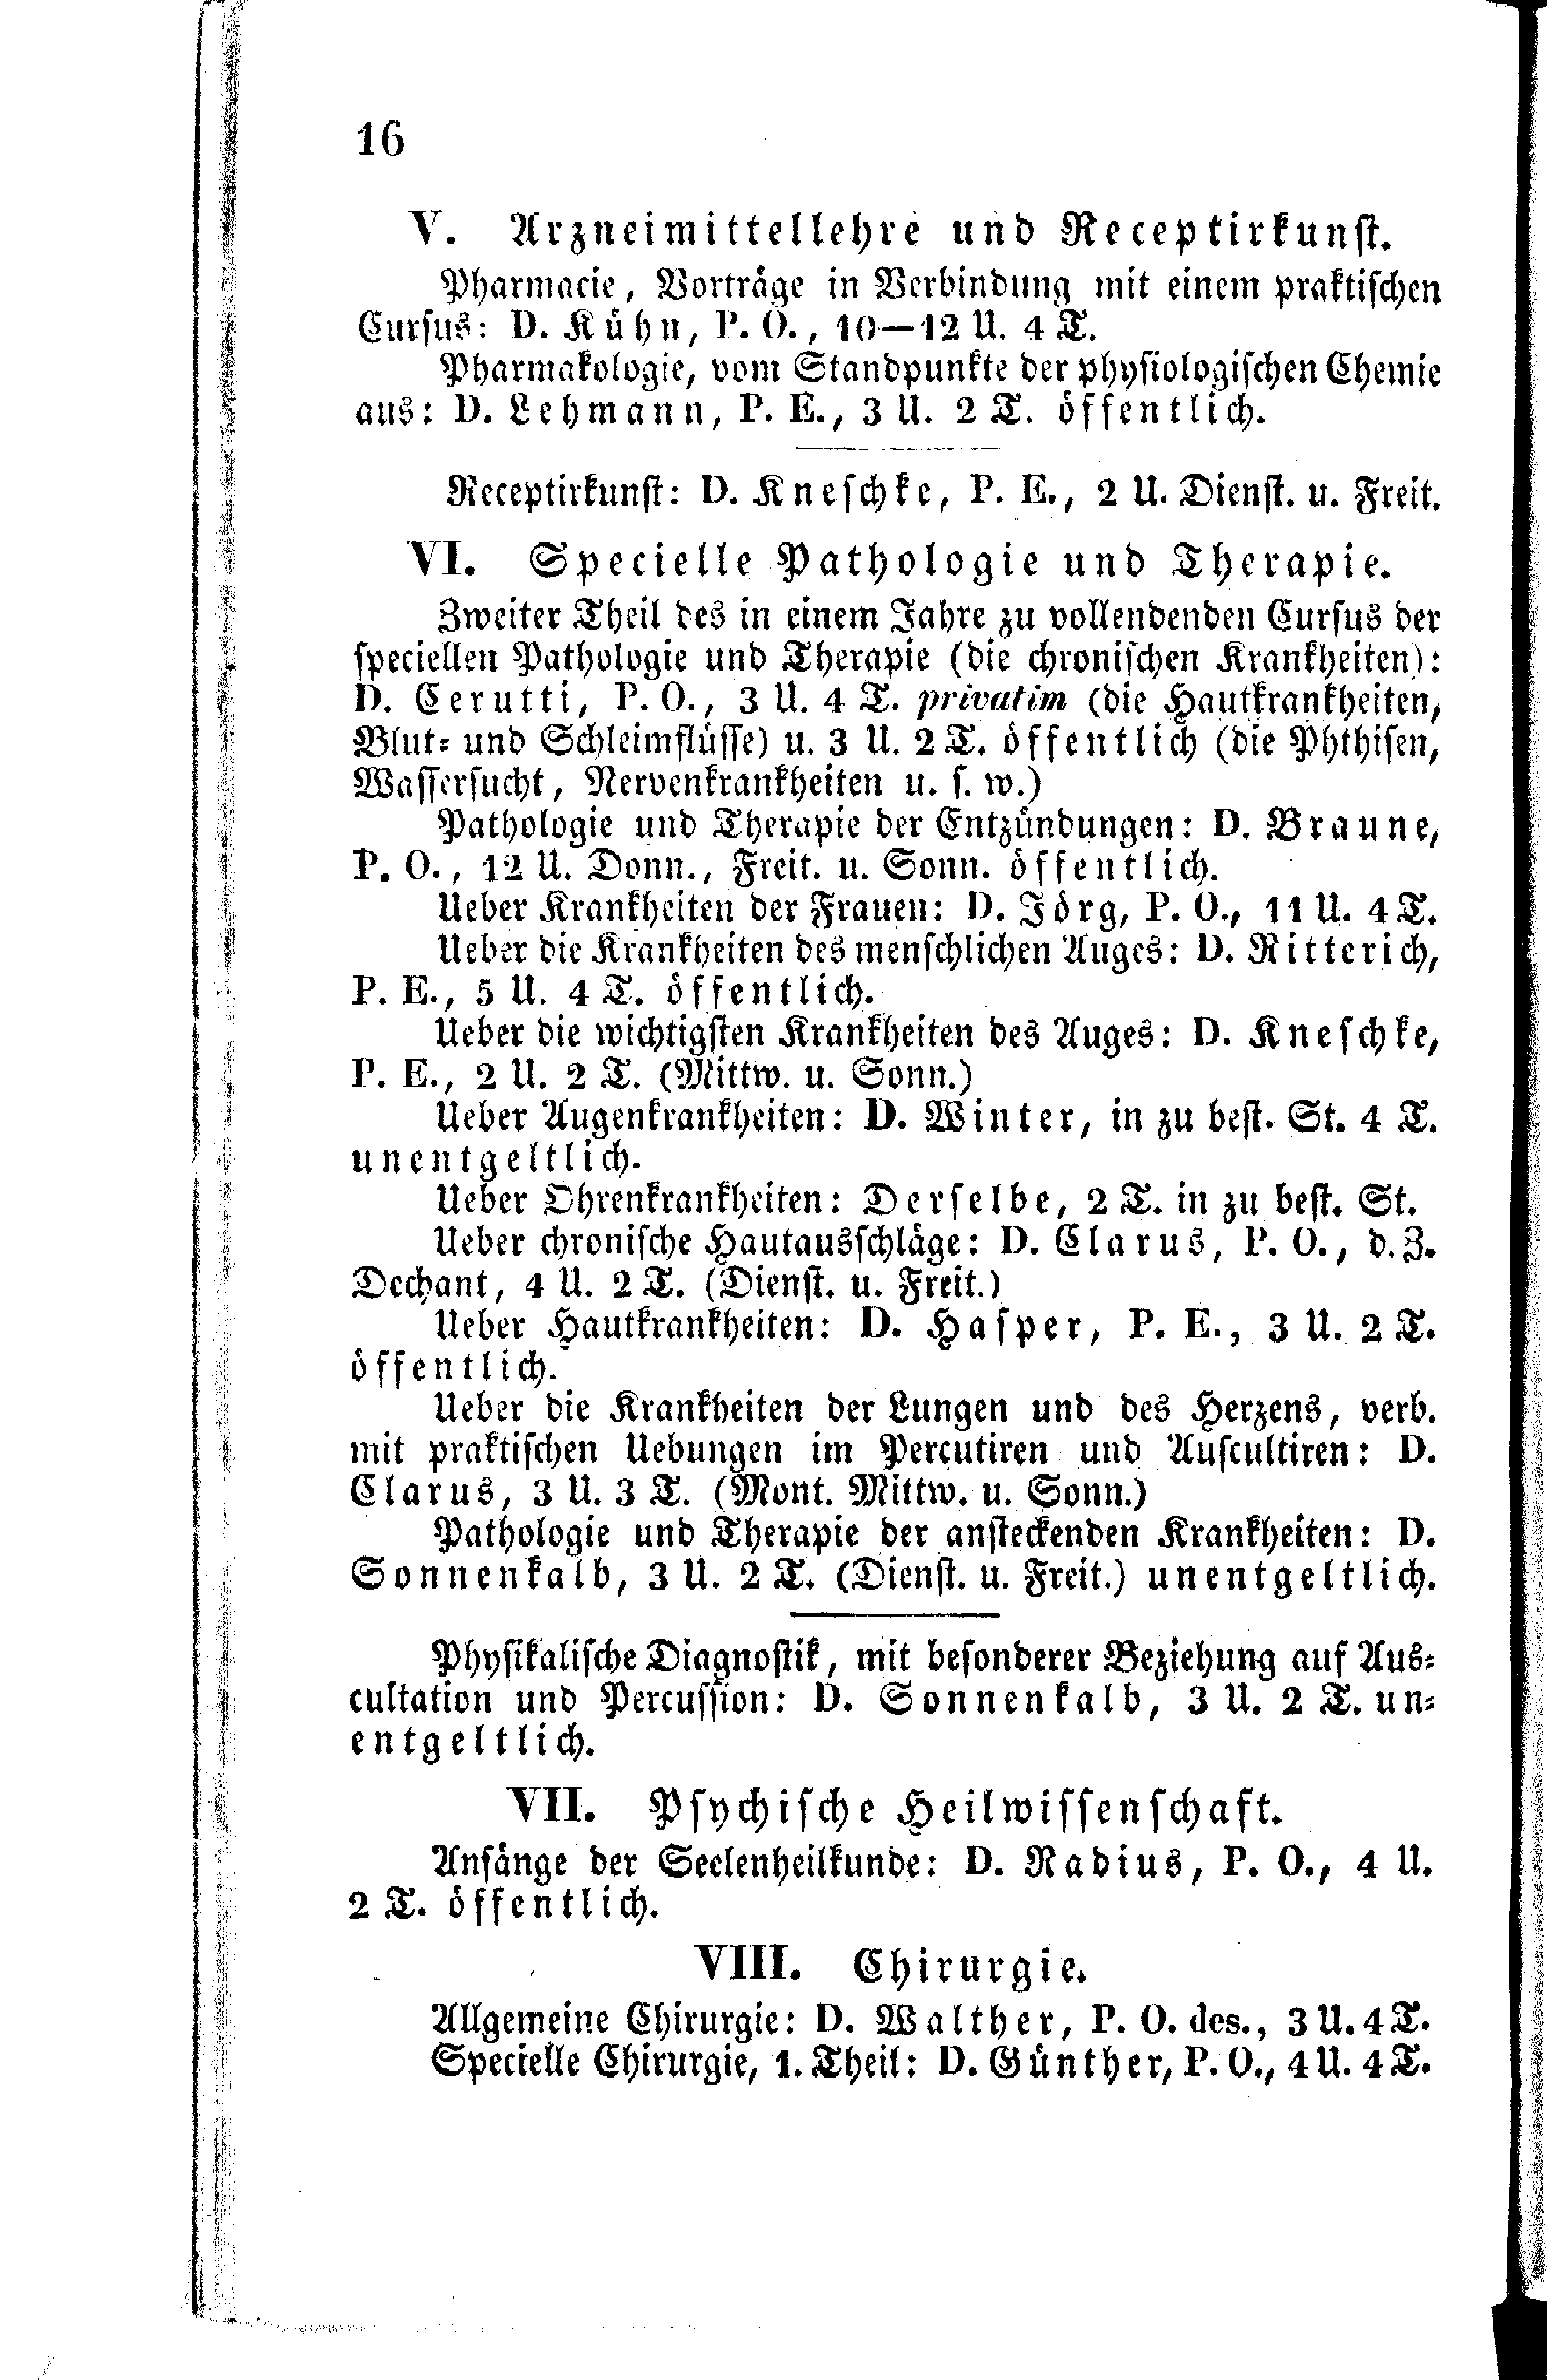 16
V. Arzneimittellehre und Receptirkunst.
Pharmacie, Vorträge in Verbindung mit einem praktischen
Cursus: D. Kühn, P. O., 10—12 U. 4 T.
Pharmakologie, vom Standpunkte der physiologischen Chemie
aus: D. Lehmann, P. E., 3 U. 2 T. öffentlich.
Receptirkunst: D. Kneschke, P. E., 2 U. Dienst. u. Freit.
VI. Specielle Pathologie und Therapie.
Zweiter Theil des in einem Jahre zu vollendenden Cursus der
speciellen Pathologie und Therapie (die chronischen Krankheiten):
D. Cerutti, P. O., 3 U. 4 T. privatim (die Hautkrankheiten,
Blut- und Schleimflüsse) u. 3 U. 2 T. öffentlich (die Phthisen,
Wassersucht, Nervenkrankheiten u. s. w.)
Pathologie und Therapie der Entzündungen: D. Braune,
P. O., 12 U. Donn., Freit. u. Sonn. öffentlich.
Ueber Krankheiten der Frauen: D. Jörg, P. O., 11 U. 4 T.
Ueber die Krankheiten des menschlichen Auges: D. Ritterich,
P. E., 5 U. 4 T. öffentlich.
Ueber die wichtigsten Krankheiten des Auges: D. Kneschke,
P. E., 2 U. 2 T. (Mittw. u. Sonn.)
Ueber Augenkrankheiten: D. Winter, in zu best. St. 4 T.
unentgeltlich.
Ueber Ohrenkrankheiten: Derselbe, 2 T. in zu best. St.
Ueber chronische Hautausschläge: D. Clarus, P. O., d. Z.
Dechant, 4 U. 2 T. (Dienst. u. Freit.)
Ueber Hautkrankheiten: D. Hasper, P. E., 3 U. 2 T.
öffentlich.
Ueber die Krankheiten der Lungen und des Herzens, verb.
mit praktischen Uebungen im Percutiren und Auscultiren: D.
Clarus, 3 U. 3 T. (Mont. Mittw. u. Sonn.)
Pathologie und Therapie der ansteckenden Krankheiten: D.
Sonnenkalb, 3 U. 2 T. (Dienst. u. Freit.) unentgeltlich.
Physikalische Diagnostik, mit besonderer Beziehung auf Aus-
cultation und Percussion: D. Sonnenkalb, 3 U. 2 T. un-
entgeltlich.
VII. Psychische Heilwissenschaft.
Anfänge der Seelenheilkunde: D. Radius, P. O., 4 U.
2 T. öffentlich.
VIII. Chirurgie.
Allgemeine Chirurgie: D. Walther, P. O. des., 3 U. 4 T.
Specielle Chirurgie, 1. Theil: D. Günther, P. O., 4 U. 4 T.